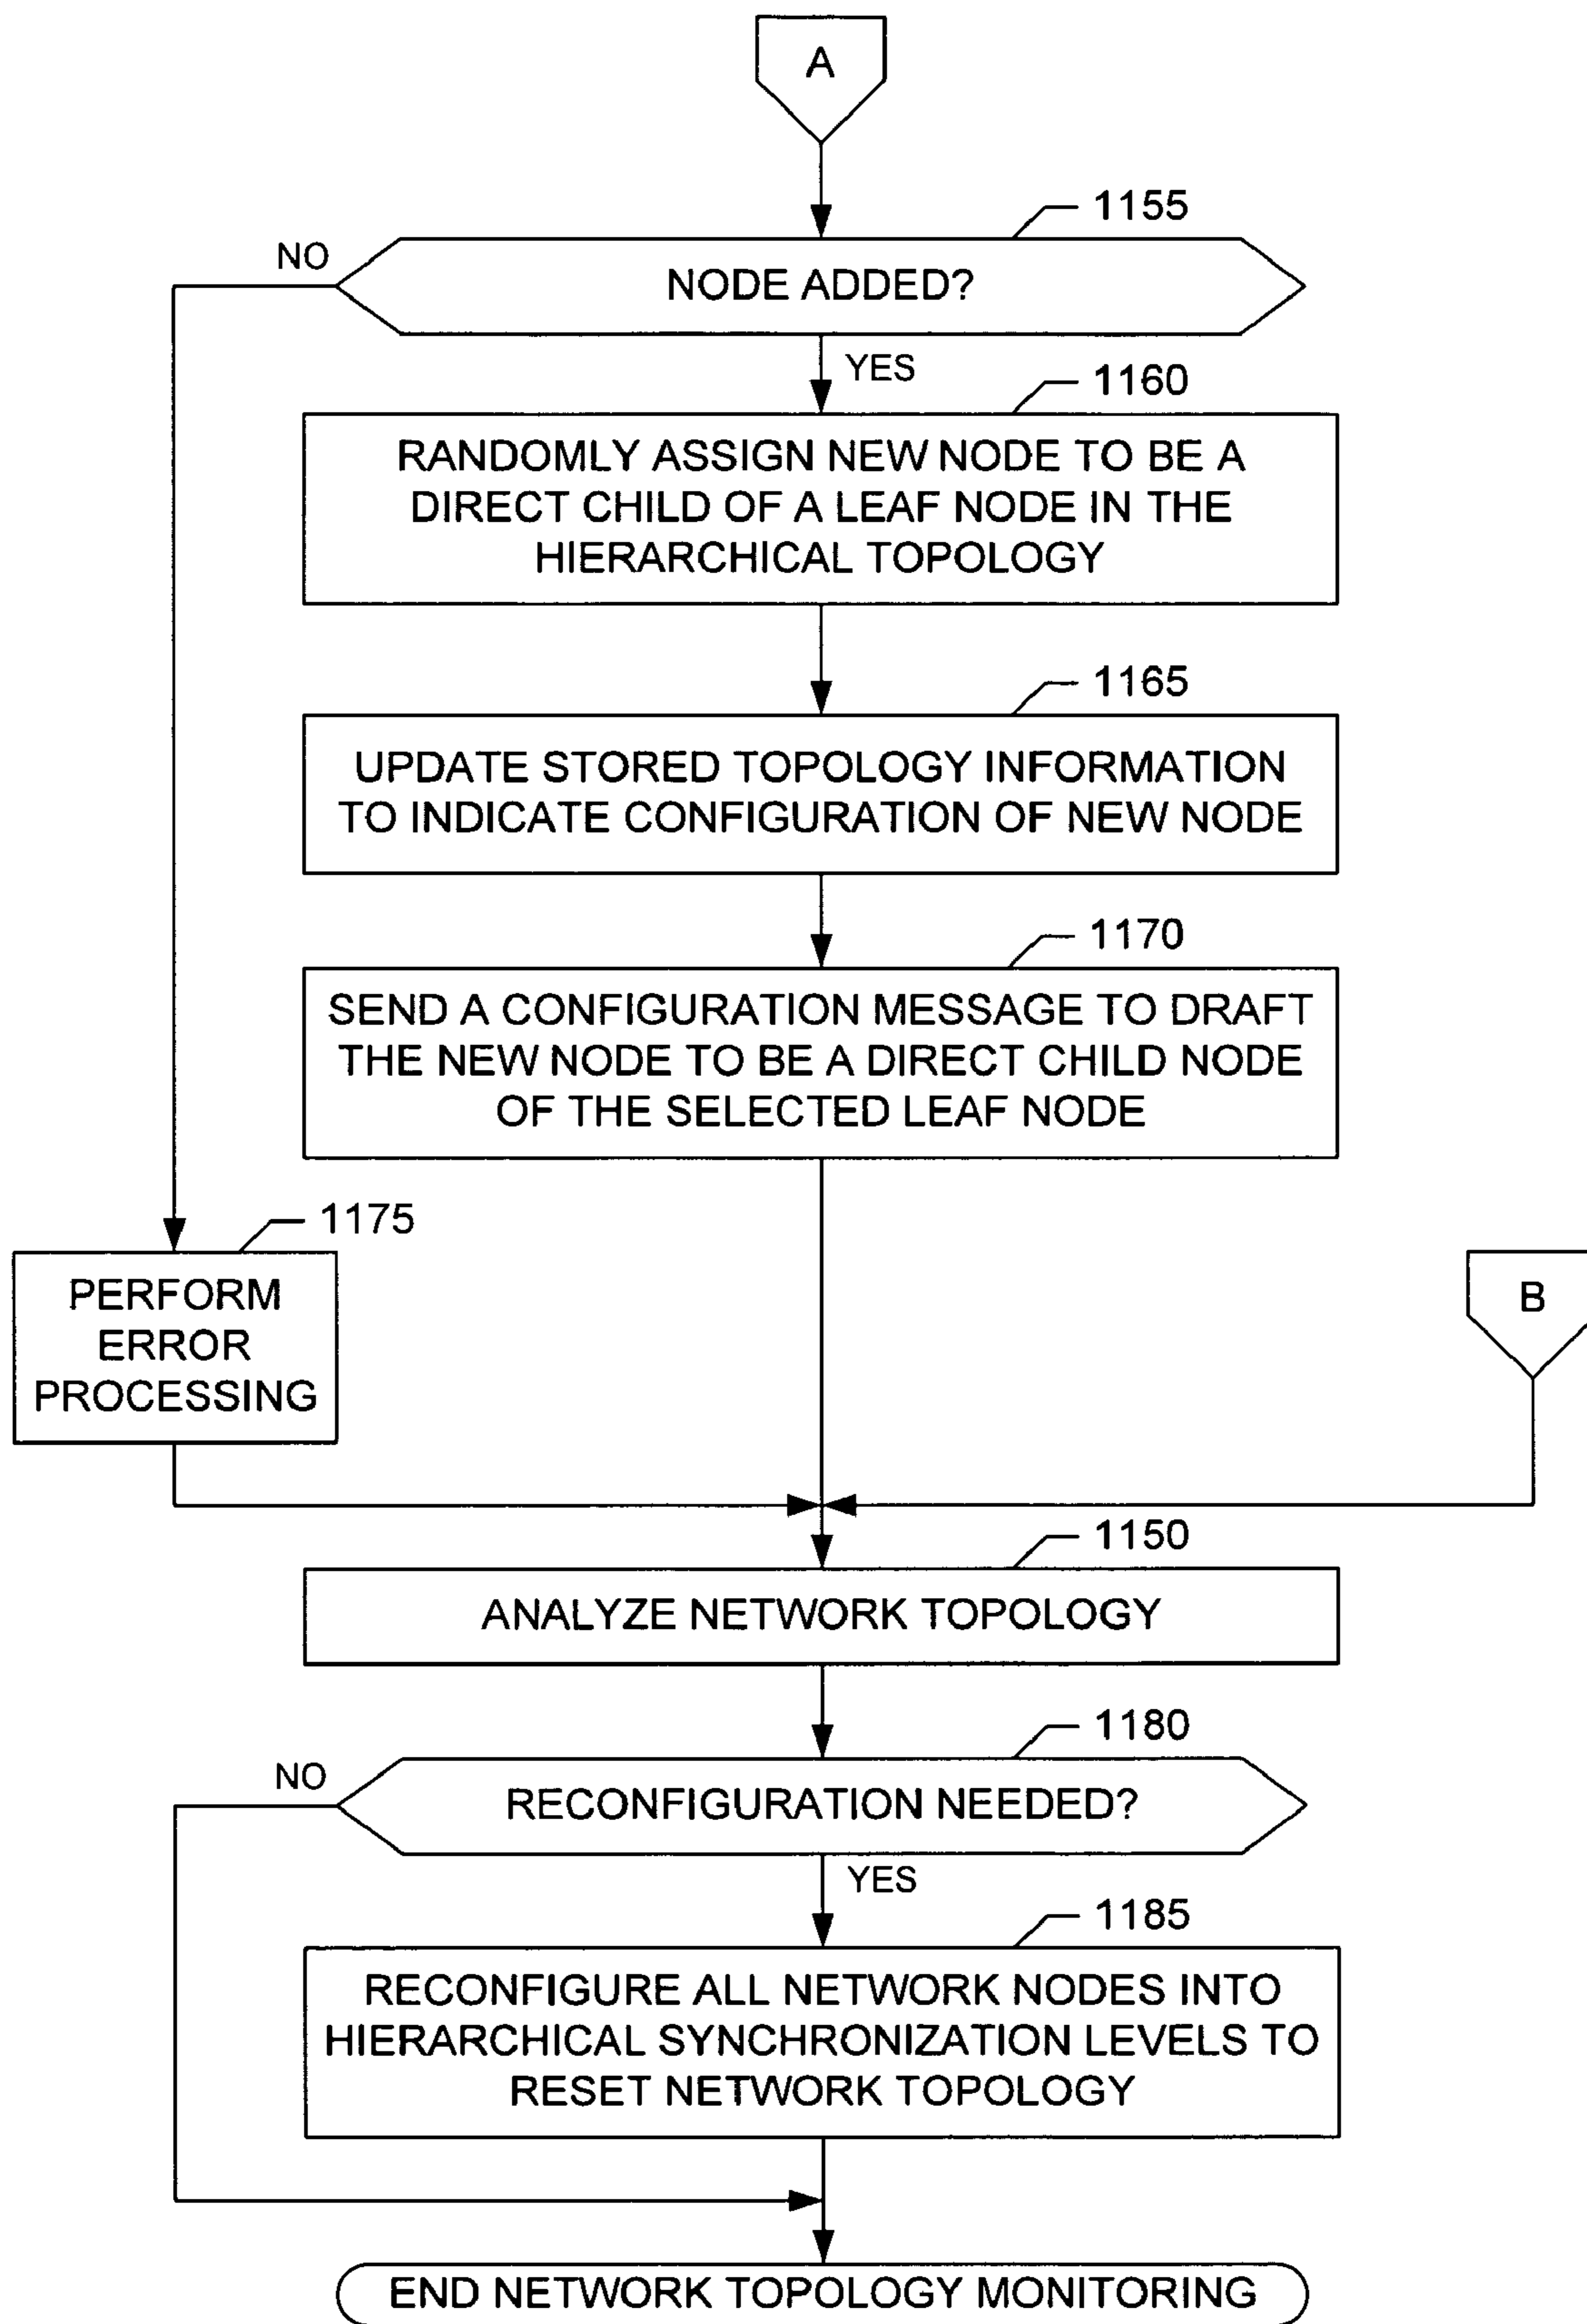 A
1155
NO
NODE ADDED?
YES
1160
RANDOMLY ASSIGN NEW NODE TO BE A
DIRECT CHILD OF A LEAF NODE IN THE
HIERARCHICAL TOPOLOGY
1165
UPDATE STORED TOPOLOGY INFORMATION
TO INDICATE CONFIGURATION OF NEW NODE
1170
SEND A CONFIGURATION MESSAGE TO DRAFT
THE NEW NODE TO BE A DIRECT CHILD NODE
OF THE SELECTED LEAF NODE
1175
PERFORM
ERROR
PROCESSING
B
1150
ANALYZE NETWORK TOPOLOGY
1180
NO
RECONFIGURATION NEEDED?
YES
1185
RECONFIGURE ALL NETWORK NODES INTO
HIERARCHICAL SYNCHRONIZATION LEVELS TO
RESET NETWORK TOPOLOGY
END NETWORK TOPOLOGY MONITORING